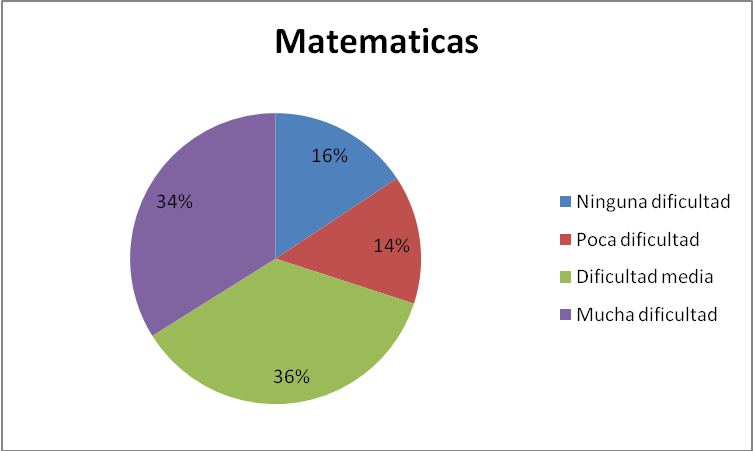 Matematicas
16%
14%
36%
34%
Ninguna dificultad
Poca dificultad
Dificultad media
Mucha dificultad